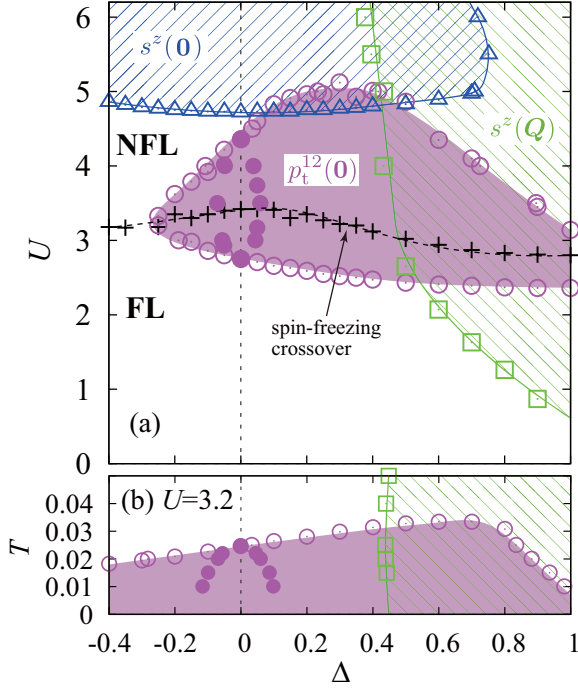 6
s^z(0)
5
s^z(Q)
NFL
p_t^{12}(0)
4
U
3
FL
spin-freezing
crossover
2
1
(a)
0
0.04
(b) U=3.2
0.03
T
0.02
0.01
0
-0.4 -0.2 0 0.2 0.4 0.6 0.8 1
Δ